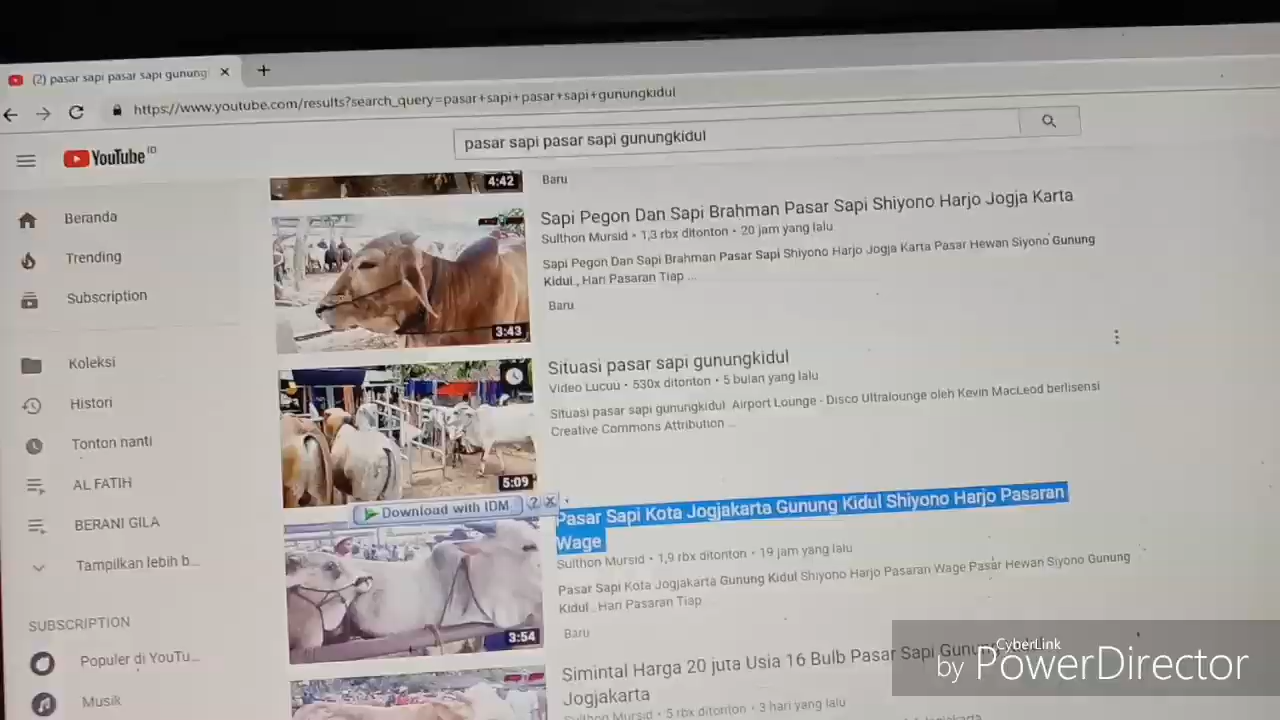 (2) pasar sapi pasar sapi gunung
https://www.youtube.com/results?search_query=pasar+sapi+pasar+sapi+gunungkidul
YouTube ID
pasar sapi pasar sapi gunungkidul
Beranda
Trending
Subscription
Koleksi
Histori
Tonton nanti
AL FATIH
BERANI GILA
Tampilkan lebih b...
SUBSCRIPTION
Populer di YouTu...
Musik
4:42
Baru
Sapi Pegon Dan Sapi Brahman Pasar Sapi Shiyono Harjo Jogja Karta
Sulthon Mursid • 1,3 rbx ditonton • 20 jam yang lalu
Sapi Pegon Dan Sapi Brahman Pasar Sapi Shiyono Harjo Jogja Karta Pasar Hewan Siyono Gunung
Kidul , Hari Pasaran Tiap ...
Baru
3:43
Situasi pasar sapi gunungkidul
Video Lucuu • 530x ditonton • 5 bulan yang lalu
Situasi pasar sapi gunungkidul Airport Lounge - Disco Ultralounge oleh Kevin MacLeod berlisensi
Creative Commons Attribution ...
5:09
Download with IDM ? X
Pasar Sapi Kota Jogjakarta Gunung Kidul Shiyono Harjo Pasaran
Wage
Sulthon Mursid • 1,9 rbx ditonton • 19 jam yang lalu
Pasar Sapi Kota Jogjakarta Gunung Kidul Shiyono Harjo Pasaran Wage Pasar Hewan Siyono Gunung
Kidul , Hari Pasaran Tiap ...
Baru
3:54
Simintal Harga 20 juta Usia 16 Bulb Pasar Sapi
Jogjakarta
Sulthon Mursid • 5 rbx ditonton • 3 hari yang lalu
CyberLink
by PowerDirector